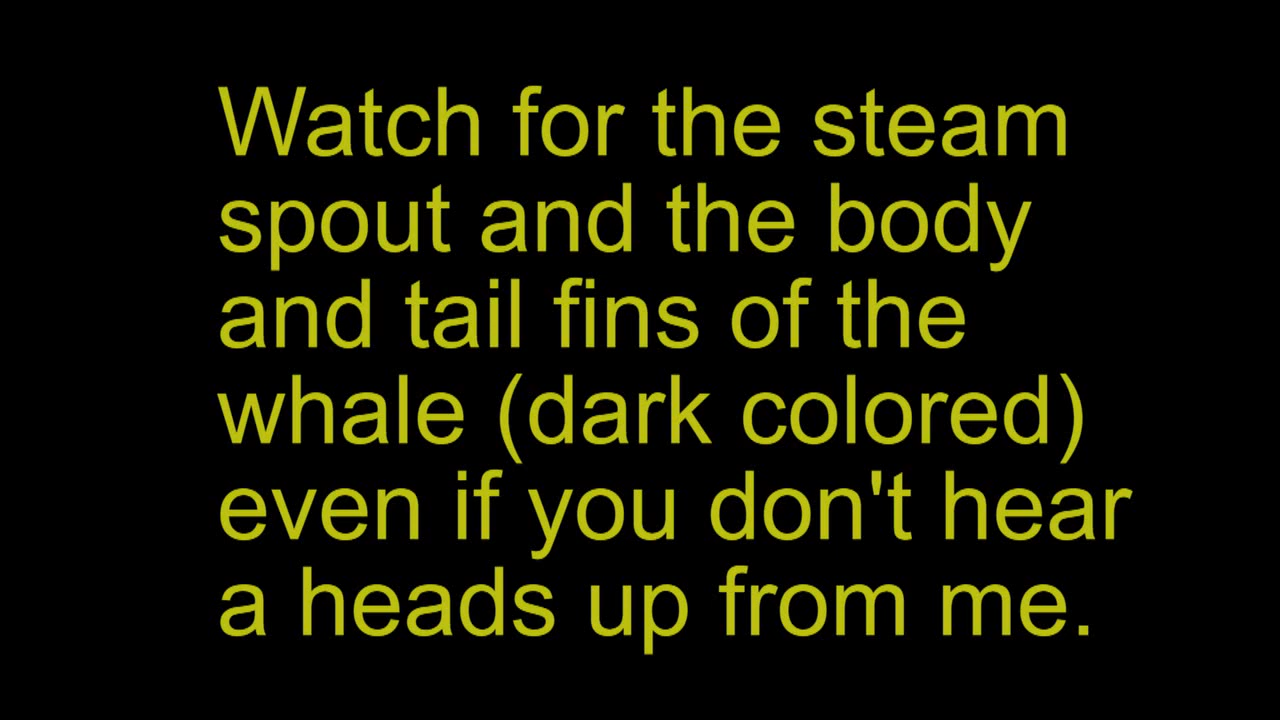 Watch for the steam
spout and the body
and tail fins of the
whale (dark colored)
even if you don't hear
a heads up from me.